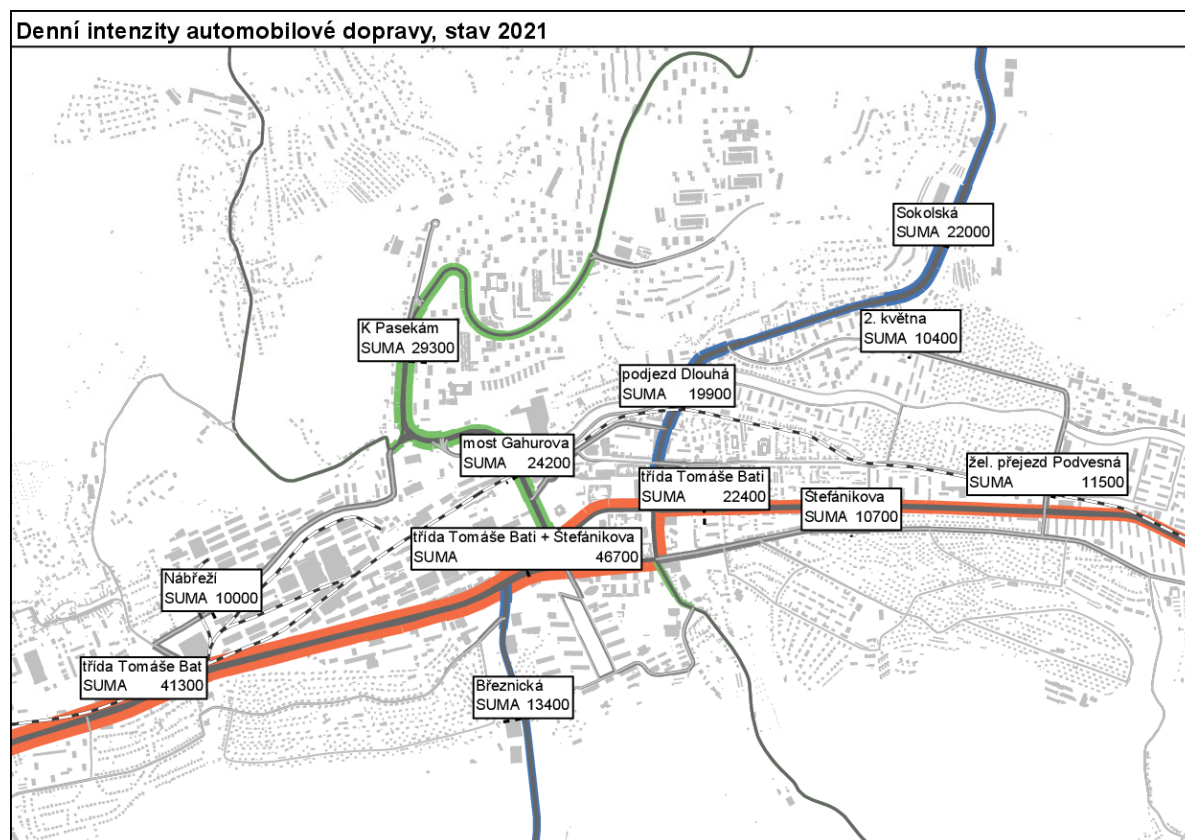 Denní intenzity automobilové dopravy, stav 2021
Sokolská
SUMA 22000
2. května
SUMA 10400
K Pasekám
SUMA 29300
podjezd Dlouhá
SUMA 19900
most Gahurova
SUMA 24200
třída Tomáše Bati
SUMA 22400
žel. přejezd Podvesná
SUMA 11500
Štefánikova
SUMA 10700
třída Tomáše Bati + Štefánikova
SUMA 46700
Nábřeží
SUMA 10000
třída Tomáše Bat
SUMA 41300
Březnická
SUMA 13400